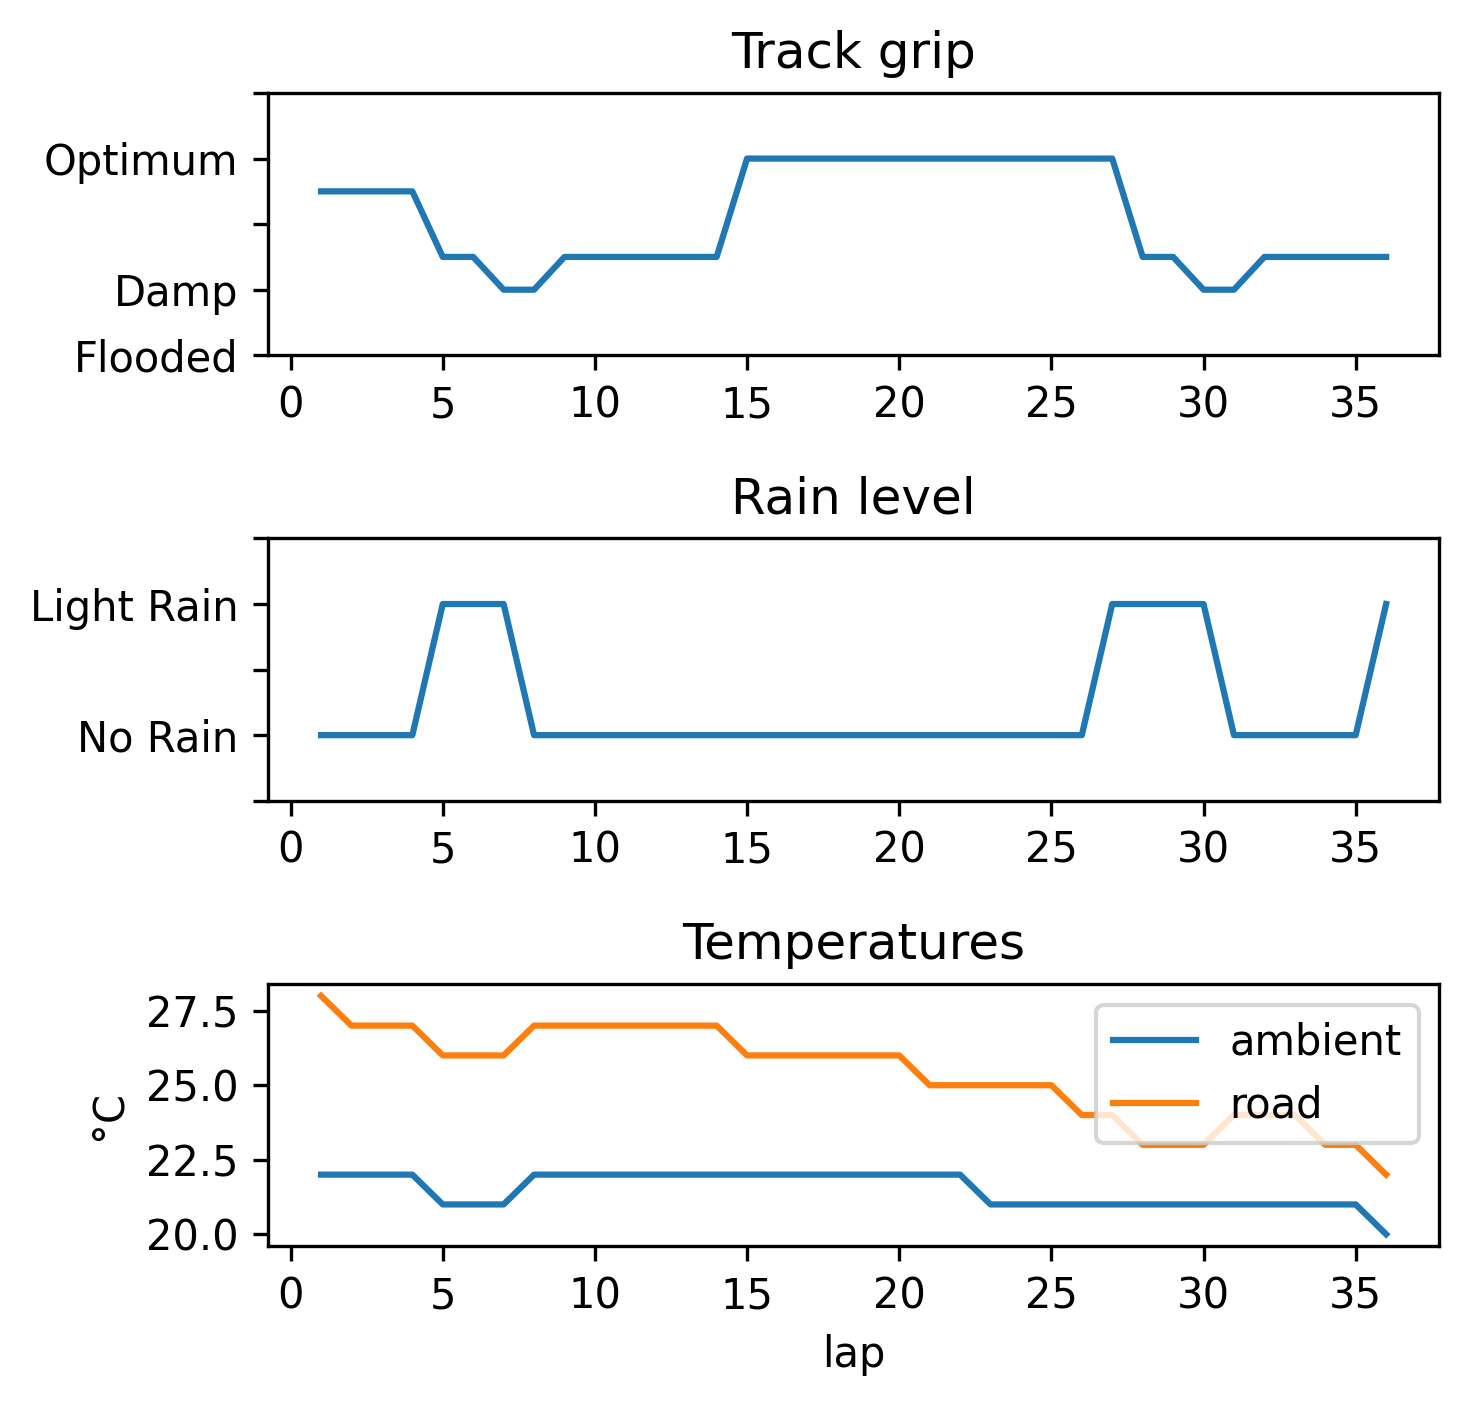 Track grip
Optimum
Damp
Flooded
0 5 10 15 20 25 30 35
Rain level
Light Rain
No Rain
0 5 10 15 20 25 30 35
Temperatures
27.5
25.0
22.5
20.0
°C
ambient
road
0 5 10 15 20 25 30 35
lap